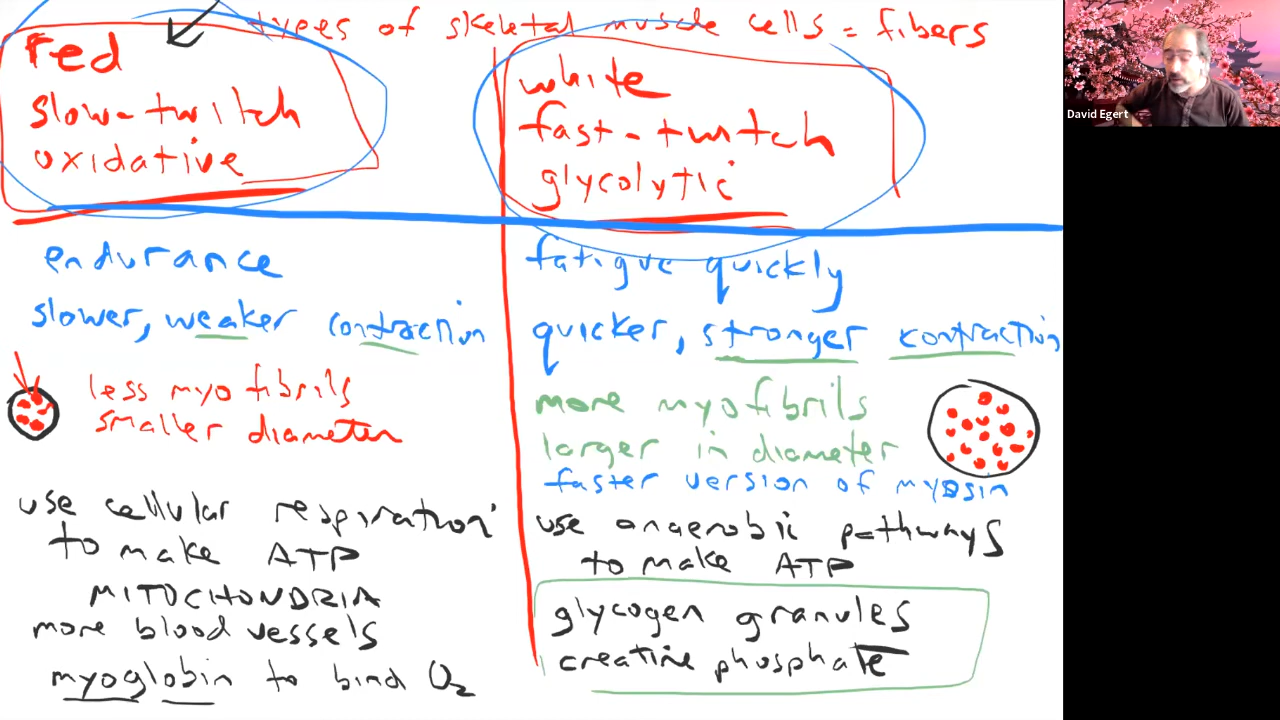 types of skeletal muscle cells = fibers
red
slow-twitch
oxidative
white
fast-twitch
glycolytic
endurance
slower, weaker contraction
less myofibrils
smaller diameter
use cellular respiration
to make ATP
MITOCHONDRIA
more blood vessels
myoglobin to bind O2
fatigue quickly
quicker, stronger contraction
more myofibrils
larger in diameter
faster version of myosin
use anaerobic pathways
to make ATP
glycogen granules
creatine phosphate
David Egert